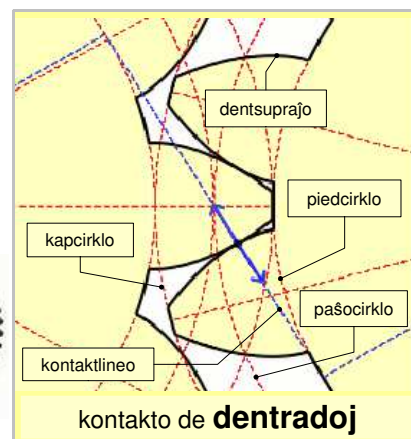 dentsupraĵo
piedcirklo
kapcirklo
paŝocirklo
kontaktlineo
kontakto de dentradoj